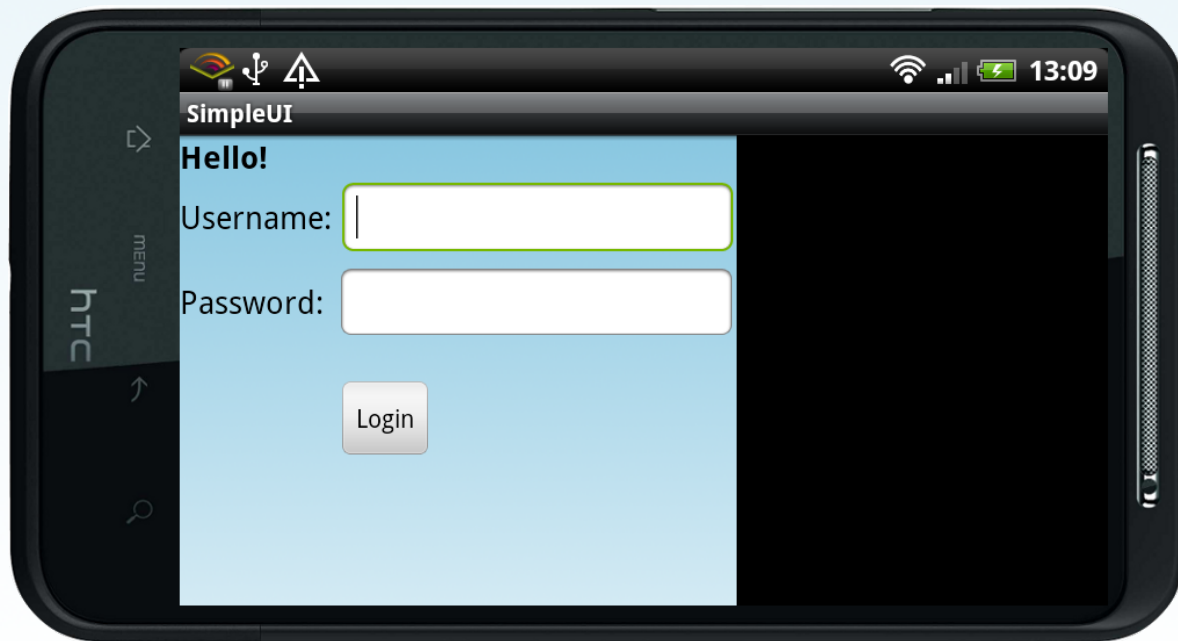 13:09
SimpleUI
Hello!
Username:
Password:
Login
MENU
hTC